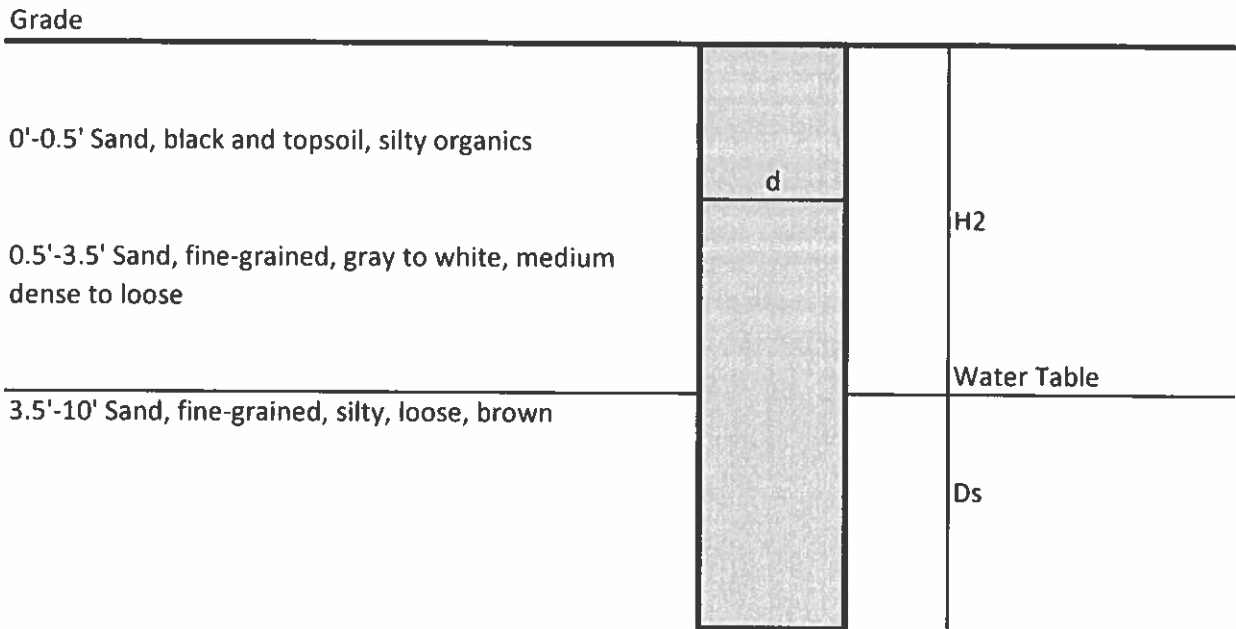 Grade
0'-0.5' Sand, black and topsoil, silty organics
d
H2
0.5'-3.5' Sand, fine-grained, gray to white, medium
dense to loose
Water Table
3.5'-10' Sand, fine-grained, silty, loose, brown
Ds